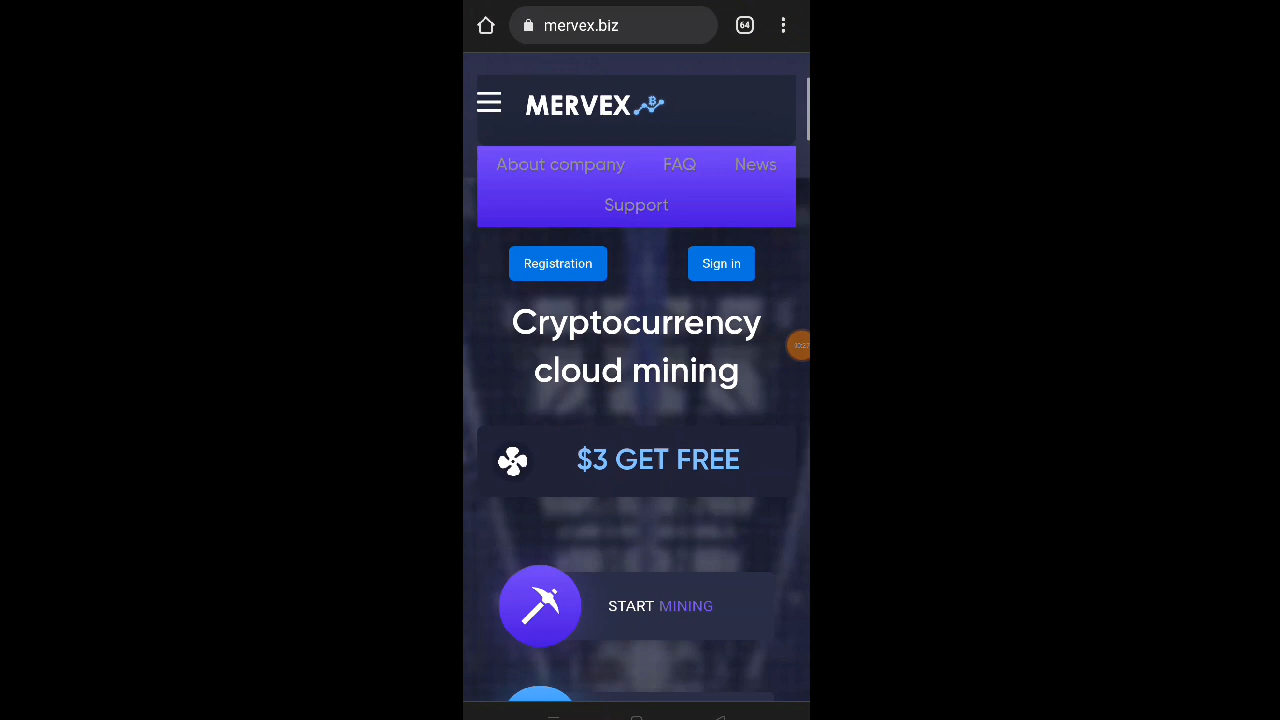 mervex.biz
64
MERVEX
About company FAQ News
Support
Registration Sign in
Cryptocurrency
cloud mining
$3 GET FREE
START MINING